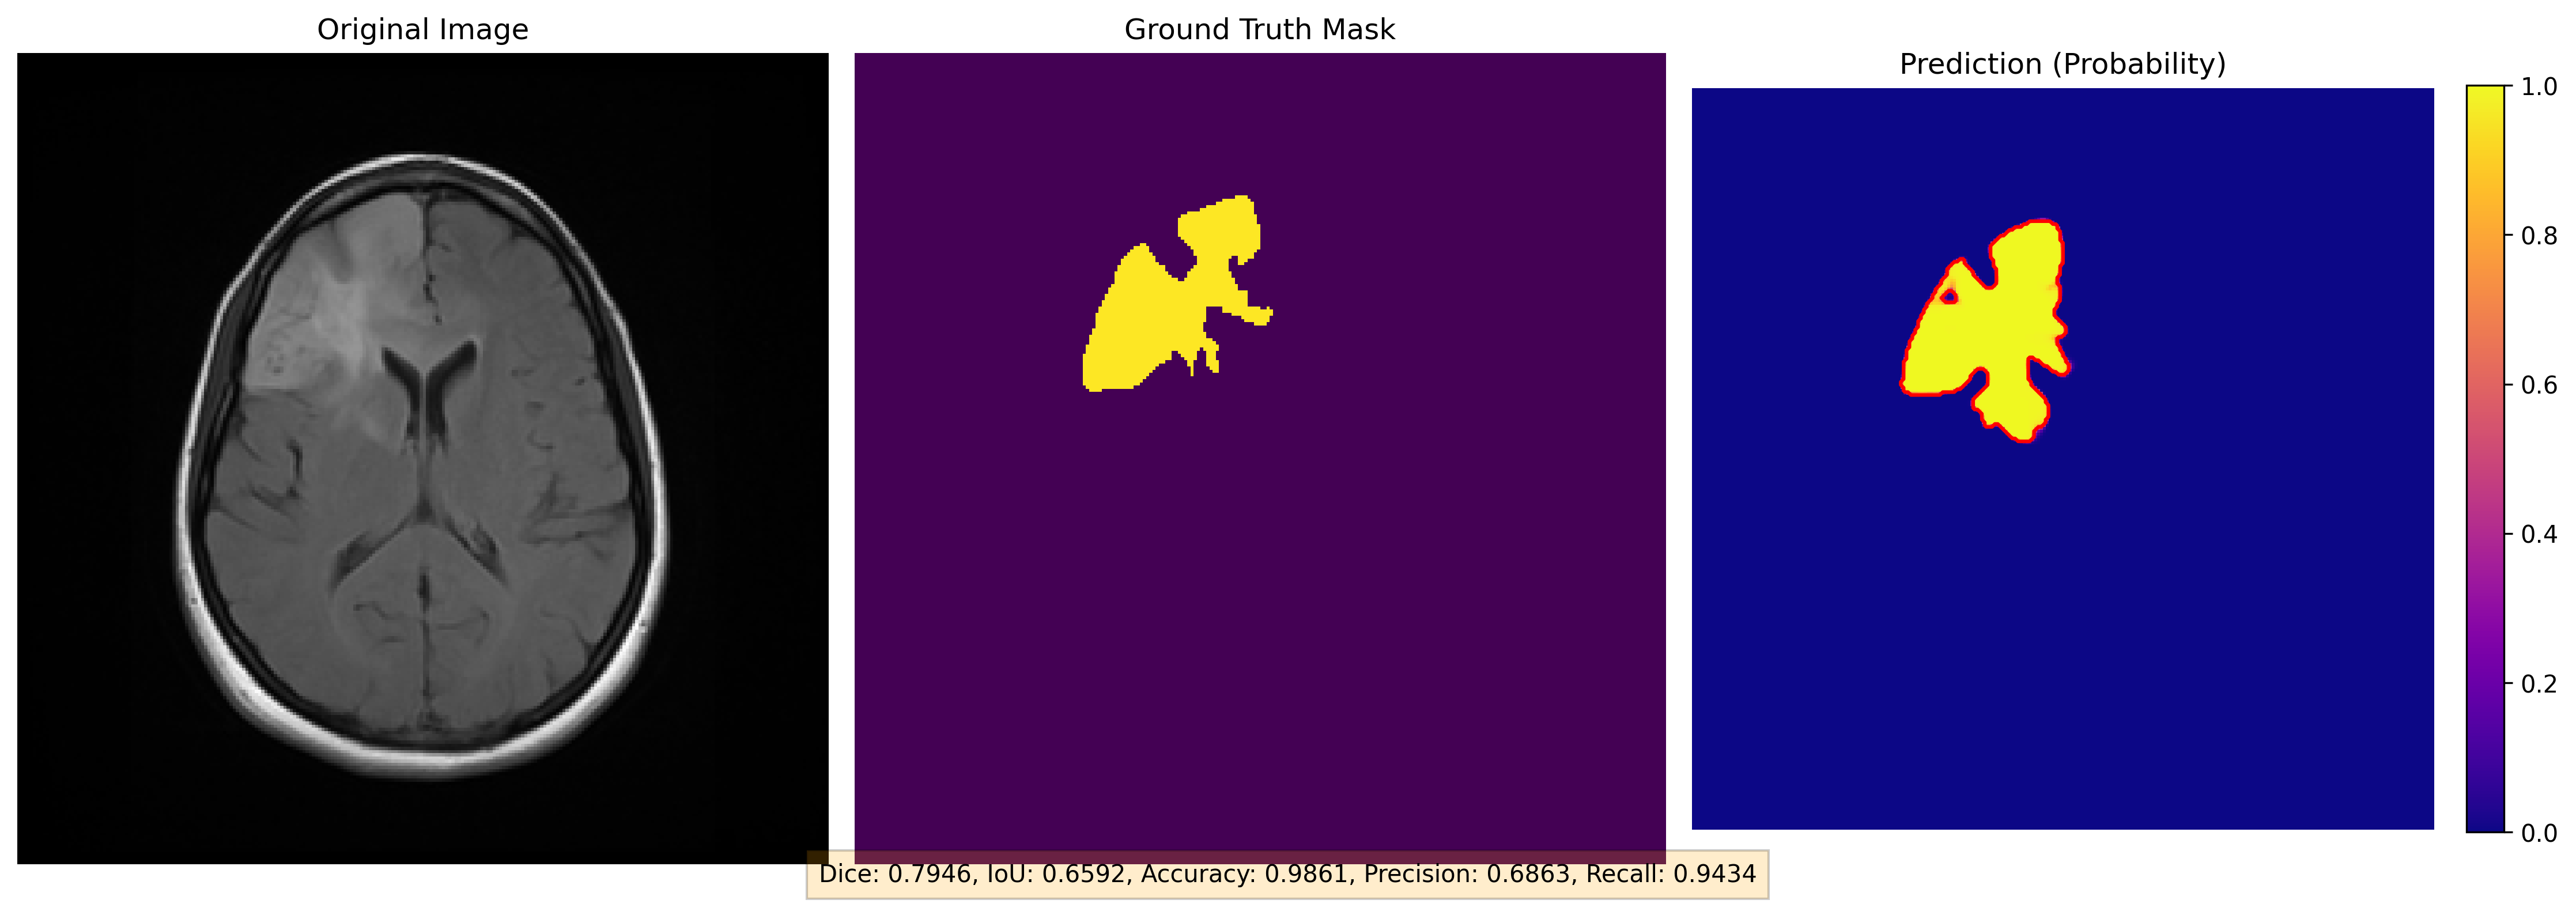 Original Image
Ground Truth Mask
Prediction (Probability)
1.0
0.8
0.6
0.4
0.2
0.0
Dice: 0.7946, IoU: 0.6592, Accuracy: 0.9861, Precision: 0.6863, Recall: 0.9434